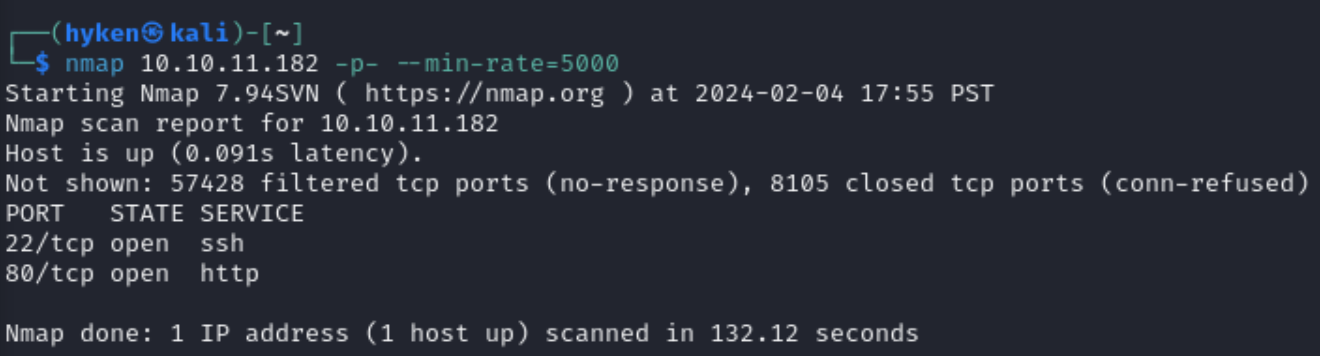 ┌──(hyken㉿kali)-[~]
└─$ nmap 10.10.11.182 -p- --min-rate=5000
Starting Nmap 7.94SVN ( https://nmap.org ) at 2024-02-04 17:55 PST
Nmap scan report for 10.10.11.182
Host is up (0.091s latency).
Not shown: 57428 filtered tcp ports (no-response), 8105 closed tcp ports (conn-refused)
PORT   STATE SERVICE
22/tcp open  ssh
80/tcp open  http
Nmap done: 1 IP address (1 host up) scanned in 132.12 seconds